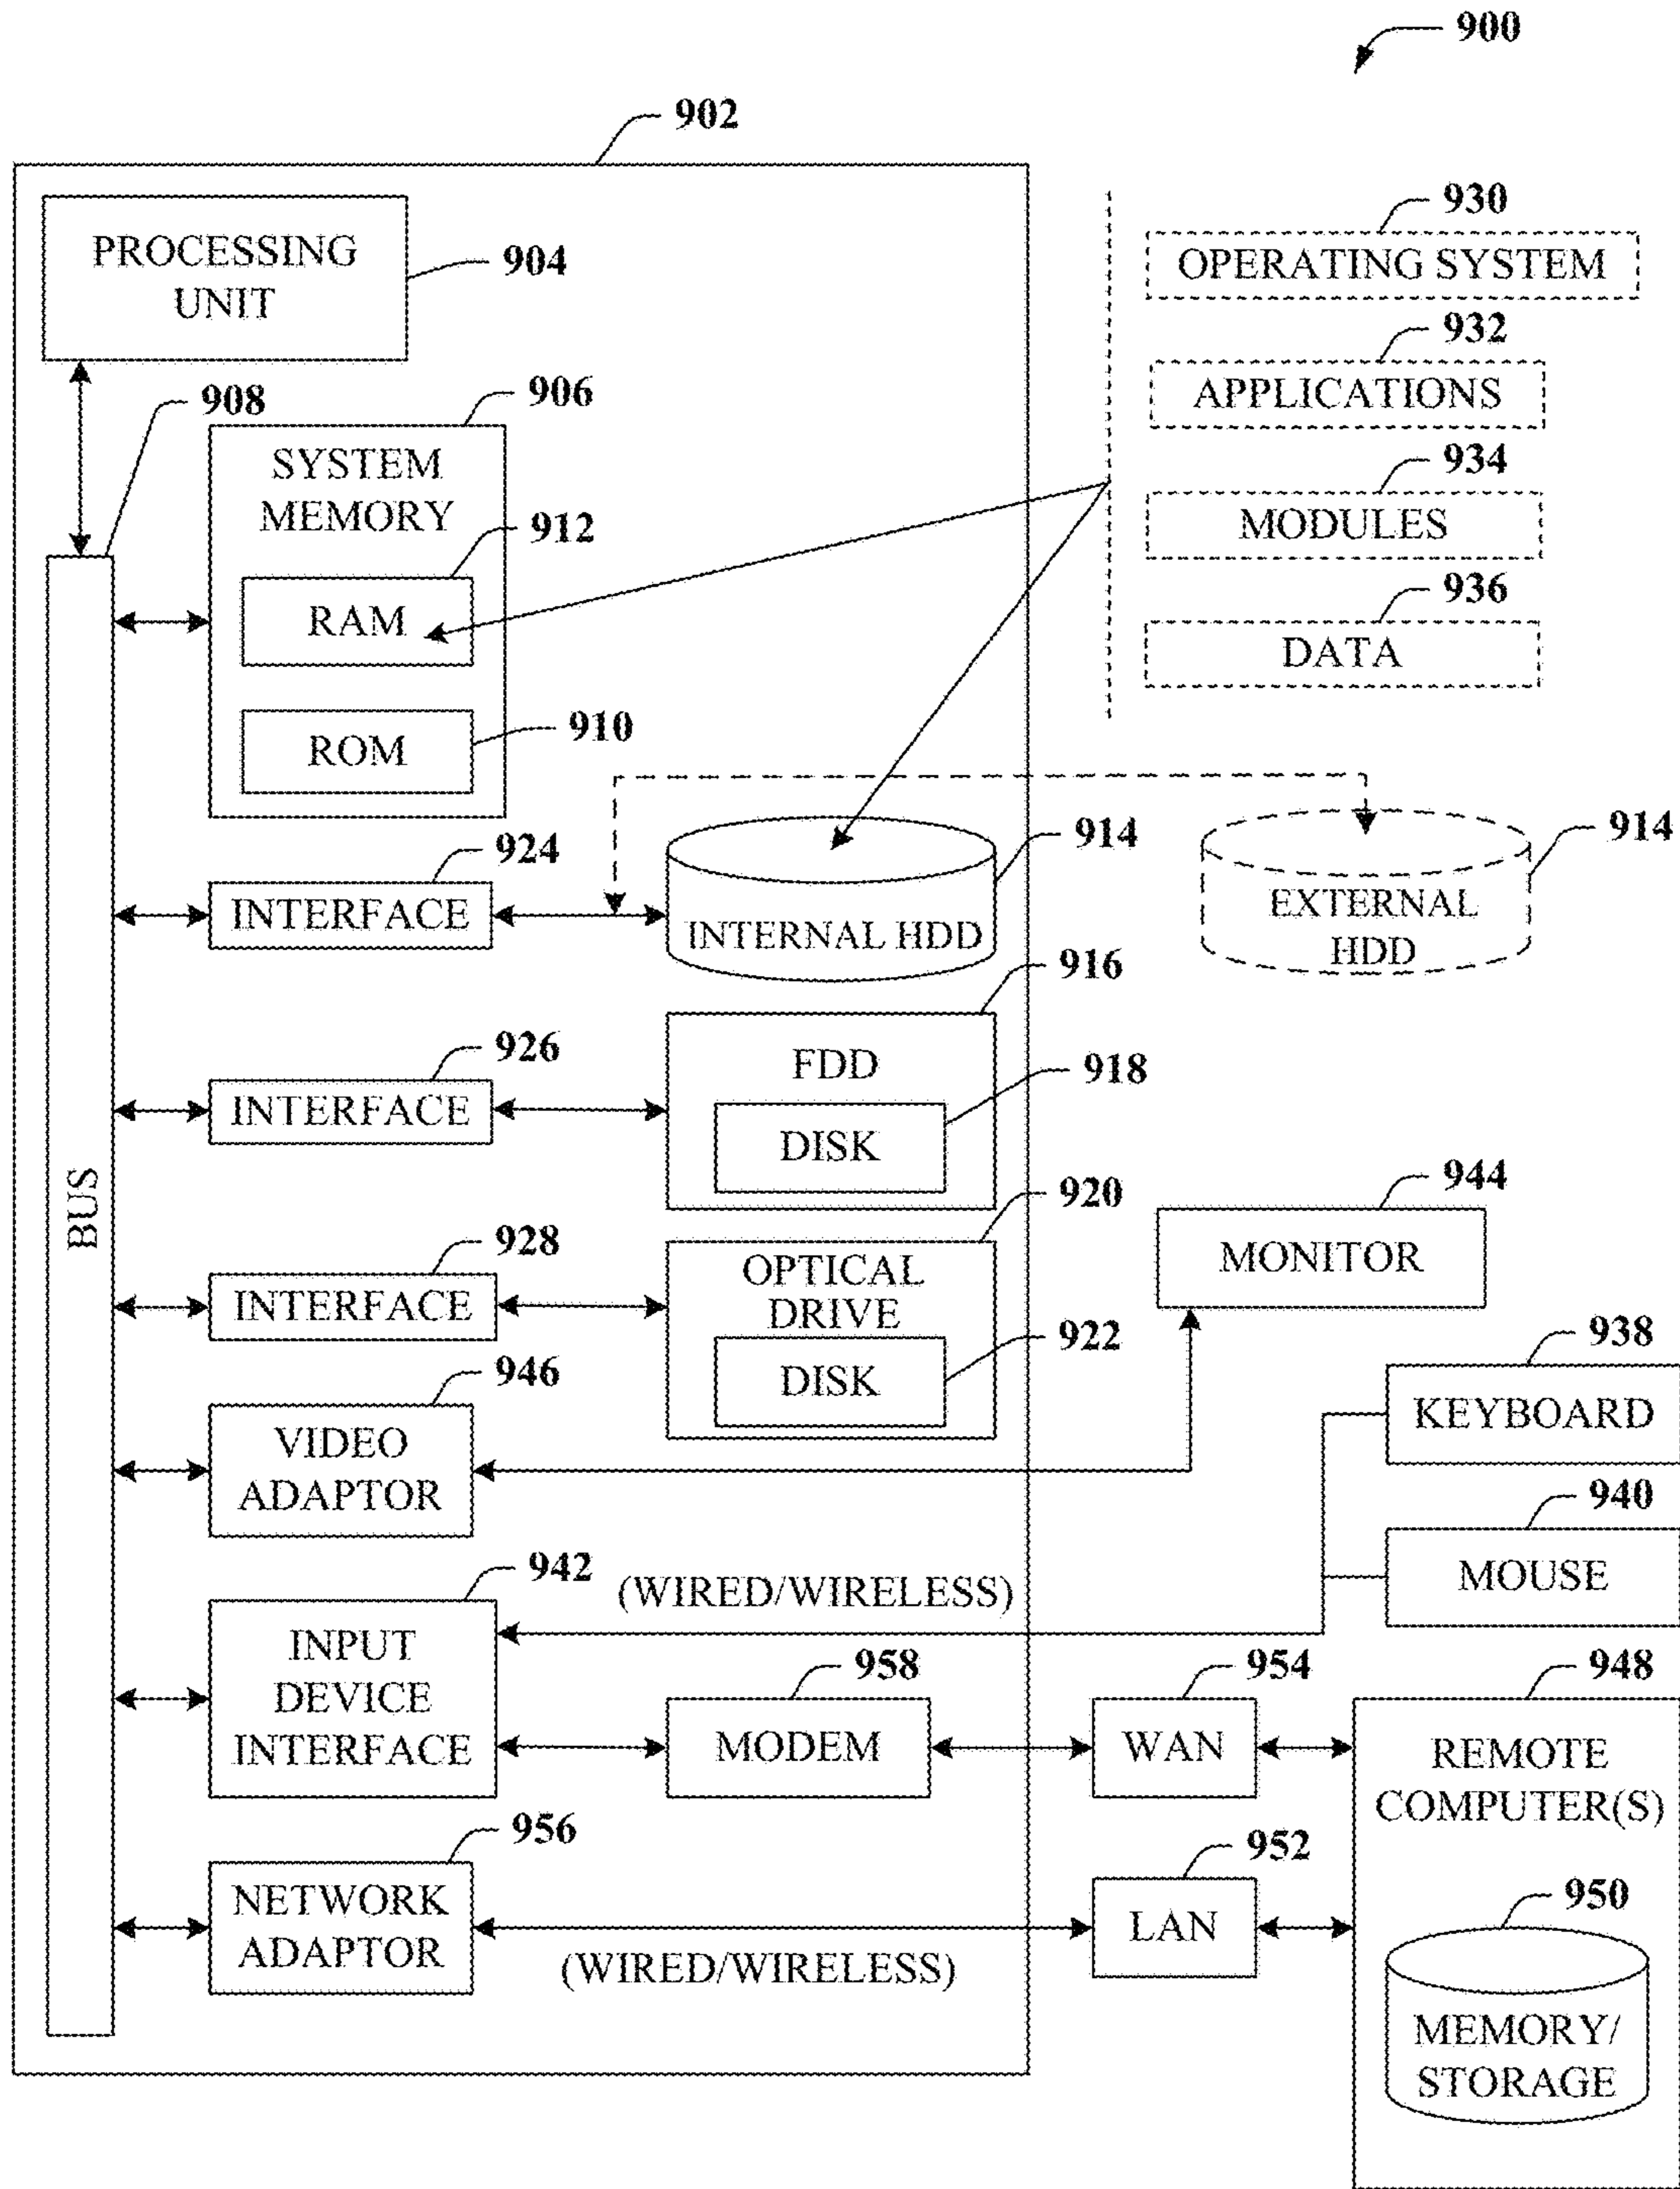 900
902
PROCESSING
UNIT
904
930
OPERATING SYSTEM
932
APPLICATIONS
934
MODULES
936
DATA
908
906
SYSTEM
MEMORY
912
RAM
910
ROM
924
INTERFACE
914
INTERNAL HDD
914
EXTERNAL
HDD
916
926
INTERFACE
FDD
918
DISK
BUS
920
928
INTERFACE
OPTICAL
DRIVE
922
DISK
944
MONITOR
938
KEYBOARD
946
VIDEO
ADAPTOR
940
MOUSE
942
(WIRED/WIRELESS)
INPUT
DEVICE
INTERFACE
958
MODEM
954
WAN
948
REMOTE
COMPUTER(S)
956
NETWORK
ADAPTOR
(WIRED/WIRELESS)
952
LAN
950
MEMORY/
STORAGE